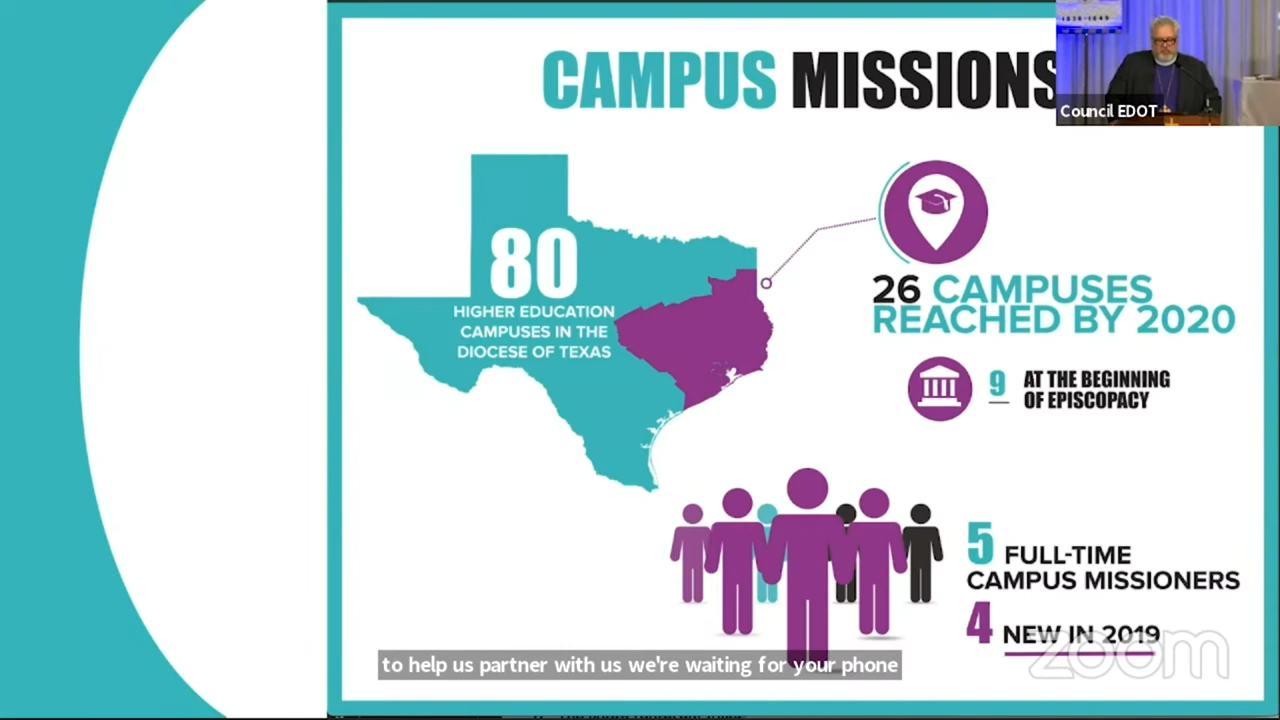 CAMPUS MISSIONS
1838-1849
Council EDOT
80
HIGHER EDUCATION
CAMPUSES IN THE
DIOCESE OF TEXAS
26 CAMPUSES
REACHED BY 2020
9 AT THE BEGINNING
OF EPISCOPACY
5 FULL-TIME
CAMPUS MISSIONERS
4 NEW IN 2019
zoom
to help us partner with us we're waiting for your phone